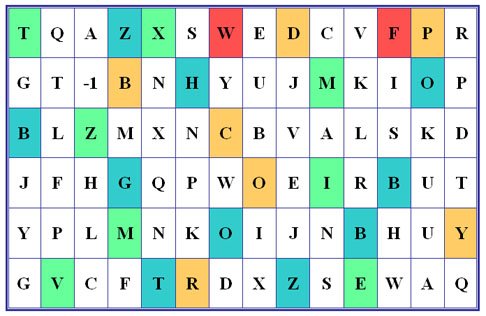 T Q A Z X S W E D C V F P R
G T -1 B N H Y U J M K I O P
B L Z M X N C B V A L S K D
J F H G Q P W O E I R B U T
Y P L M N K O I J N B H U Y
G V C F T R D X Z S E W A Q